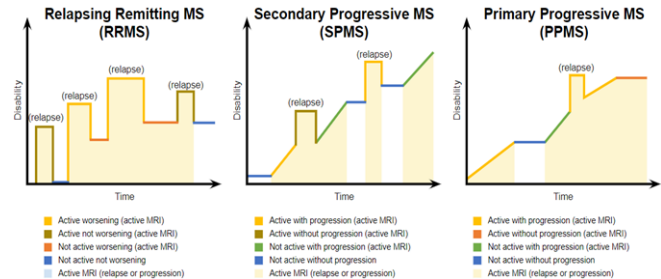 Relapsing Remitting MS
(RRMS)
Disability
(relapse)
(relapse)
(relapse)
(relapse)
Time
Active worsening (active MRI)
Active not worsening (active MRI)
Not active worsening (active MRI)
Not active not worsening
Active MRI (relapse or progression)
Secondary Progressive MS
(SPMS)
Disability
(relapse)
(relapse)
Time
Active with progression (active MRI)
Active without progression (active MRI)
Not active with progression (active MRI)
Not active without progression
Active MRI (relapse or progression)
Primary Progressive MS
(PPMS)
Disability
(relapse)
Time
Active with progression (active MRI)
Active without progression (active MRI)
Not active with progression (active MRI)
Not active without progression
Active MRI (relapse or progression)